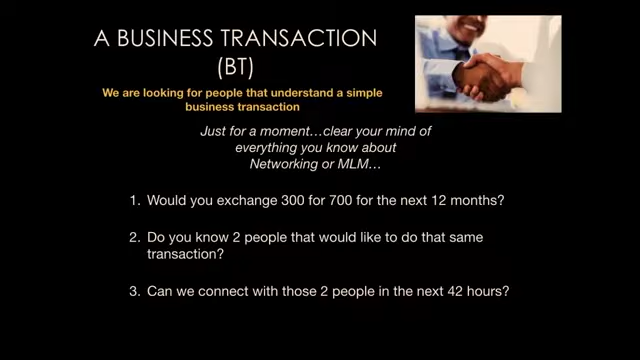 A BUSINESS TRANSACTION
(BT)
We are looking for people that understand a simple
business transaction
Just for a moment…clear your mind of
everything you know about
Networking or MLM…
1. Would you exchange 300 for 700 for the next 12 months?
2. Do you know 2 people that would like to do that same
transaction?
3. Can we connect with those 2 people in the next 42 hours?